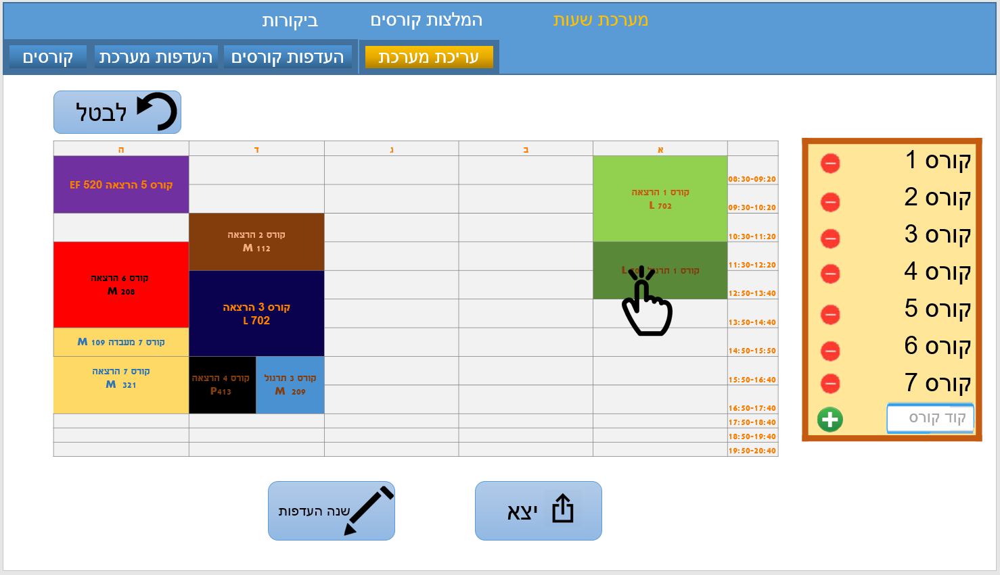 מערכת שעות
המלצות קורסים
ביקורות
עריכת מערכת
העדפות קורסים
העדפות מערכת
קורסים
לבטל
קורס 1
קורס 2
קורס 3
קורס 4
קורס 5
קורס 6
קורס 7
קוד קורס
א
ב
ג
ד
ה
08:30-09:20
09:30-10:20
10:30-11:20
11:30-12:20
12:50-13:40
13:50-14:40
14:50-15:50
15:50-16:40
16:50-17:40
17:50-18:40
18:50-19:40
19:50-20:40
קורס 1 הרצאה
L 702
קורס 1 תרגול L
קורס 2 הרצאה
M 112
קורס 3 הרצאה
L 702
קורס 3 תרגול
M 209
קורס 4 הרצאה
P413
קורס 5 הרצאה EF 520
קורס 6 הרצאה
M 208
קורס 7 מעבדה M 109
קורס 7 הרצאה
M 321
יצא
שנה העדפות